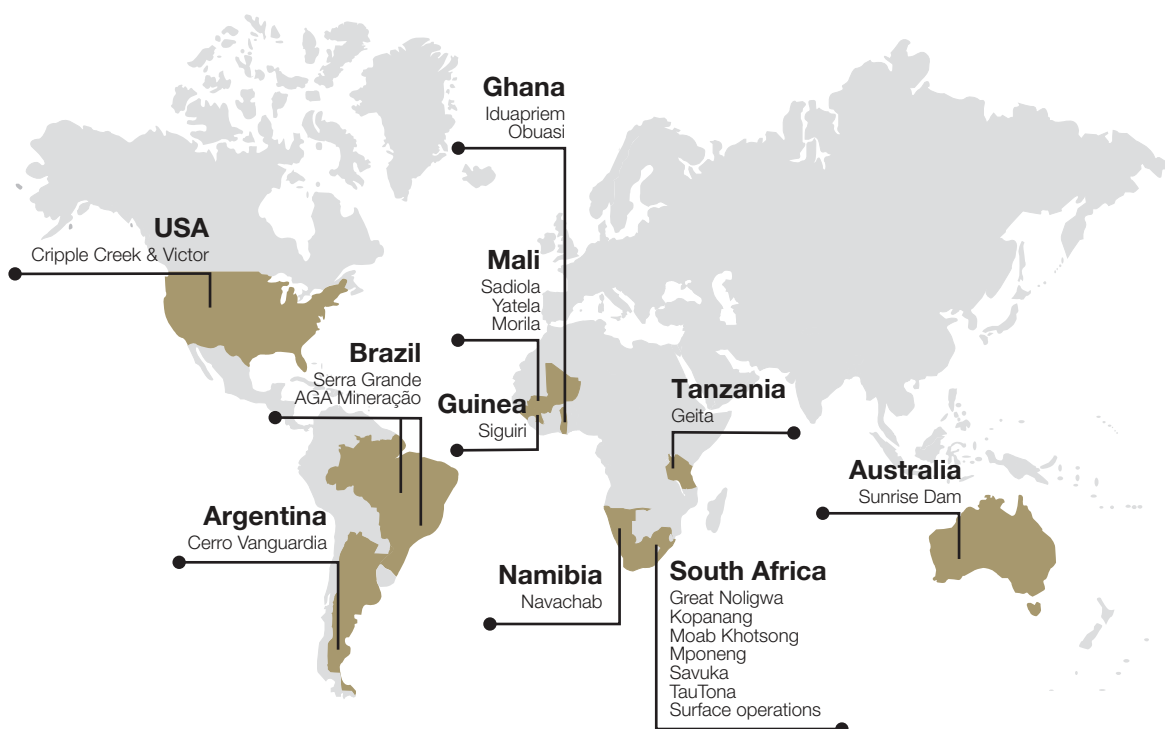 Ghana
Iduapriem
Obuasi
USA
Cripple Creek & Victor
Mali
Sadiola
Yatela
Morila
Brazil
Serra Grande
AGA Mineração
Guinea
Siguiri
Tanzania
Geita
Australia
Sunrise Dam
Argentina
Cerro Vanguardia
Namibia
Navachab
South Africa
Great Noligwa
Kopanang
Moab Khotsong
Mponeng
Savuka
TauTona
Surface operations